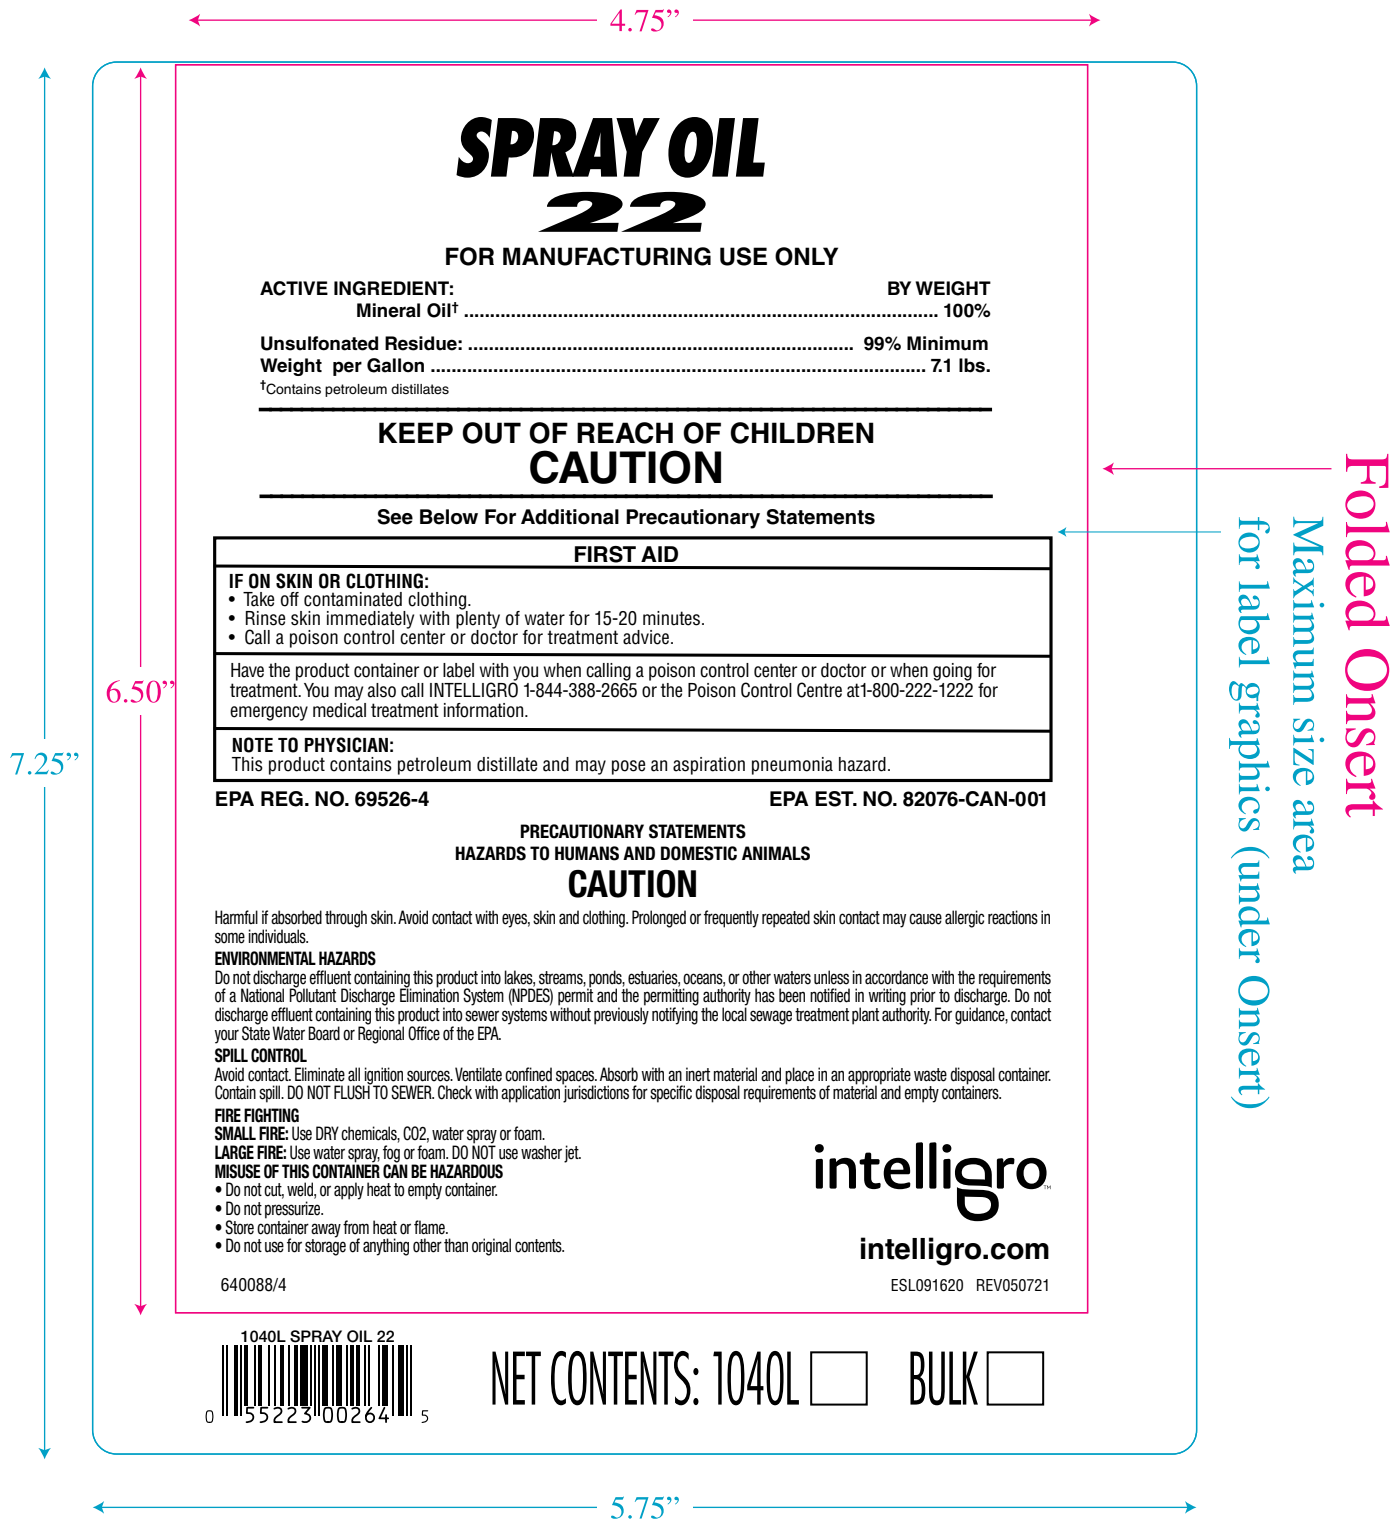 4.75"
SPRAY OIL
22
FOR MANUFACTURING USE ONLY
ACTIVE INGREDIENT: BY WEIGHT
Mineral Oil† ........................................................................................... 100%
Unsulfonated Residue: .......................................................................... 99% Minimum
Weight per Gallon ............................................................................................... 7.1 lbs.
†Contains petroleum distillates
KEEP OUT OF REACH OF CHILDREN
CAUTION
See Below For Additional Precautionary Statements
FIRST AID
IF ON SKIN OR CLOTHING:
• Take off contaminated clothing.
• Rinse skin immediately with plenty of water for 15-20 minutes.
• Call a poison control center or doctor for treatment advice.
Have the product container or label with you when calling a poison control center or doctor or when going for
treatment. You may also call INTELLIGRO 1-844-388-2665 or the Poison Control Centre at1-800-222-1222 for
emergency medical treatment information.
NOTE TO PHYSICIAN:
This product contains petroleum distillate and may pose an aspiration pneumonia hazard.
EPA REG. NO. 69526-4 EPA EST. NO. 82076-CAN-001
PRECAUTIONARY STATEMENTS
HAZARDS TO HUMANS AND DOMESTIC ANIMALS
CAUTION
Harmful if absorbed through skin. Avoid contact with eyes, skin and clothing. Prolonged or frequently repeated skin contact may cause allergic reactions in
some individuals.
ENVIRONMENTAL HAZARDS
Do not discharge effluent containing this product into lakes, streams, ponds, estuaries, oceans, or other waters unless in accordance with the requirements
of a National Pollutant Discharge Elimination System (NPDES) permit and the permitting authority has been notified in writing prior to discharge. Do not
discharge effluent containing this product into sewer systems without previously notifying the local sewage treatment plant authority. For guidance, contact
your State Water Board or Regional Office of the EPA.
SPILL CONTROL
Avoid contact. Eliminate all ignition sources. Ventilate confined spaces. Absorb with an inert material and place in an appropriate waste disposal container.
Contain spill. DO NOT FLUSH TO SEWER. Check with application jurisdictions for specific disposal requirements of material and empty containers.
FIRE FIGHTING
SMALL FIRE: Use DRY chemicals, CO2, water spray or foam.
LARGE FIRE: Use water spray, fog or foam. DO NOT use washer jet.
MISUSE OF THIS CONTAINER CAN BE HAZARDOUS
• Do not cut, weld, or apply heat to empty container.
• Do not pressurize.
• Store container away from heat or flame.
• Do not use for storage of anything other than original contents.
intelligro™
intelligro.com
640088/4 ESL091620 REV050721
1040L SPRAY OIL 22
0 55223 00264 5
NET CONTENTS: 1040L BULK
6.50"
7.25"
5.75"
Folded Onsert
Maximum size area
for label graphics (under Onsert)